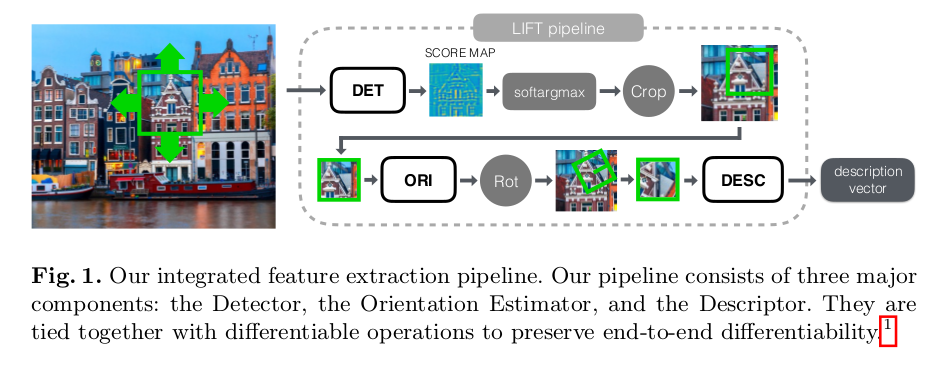 LIFT pipeline
SCORE MAP
DET
softargmax
Crop
ORI
Rot
DESC
description
vector
Fig. 1. Our integrated feature extraction pipeline. Our pipeline consists of three major
components: the Detector, the Orientation Estimator, and the Descriptor. They are
tied together with differentiable operations to preserve end-to-end differentiability.1